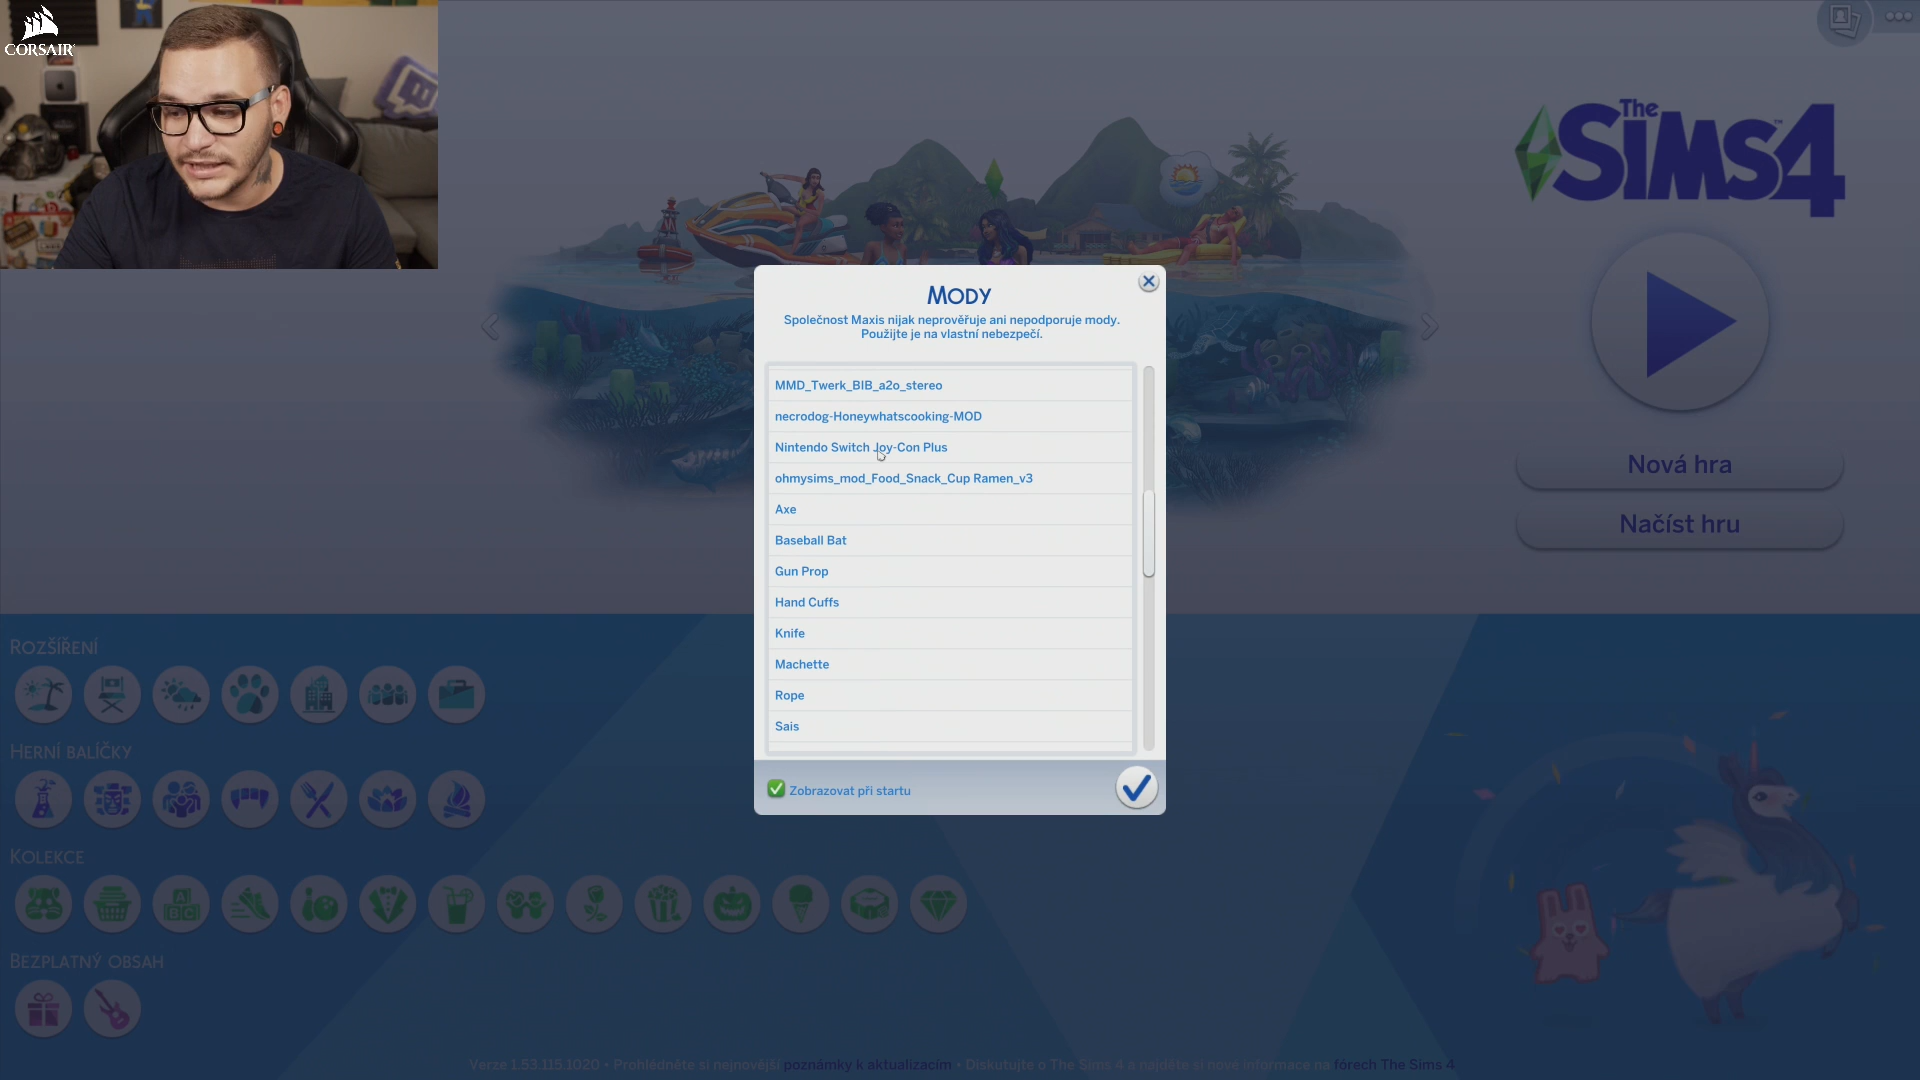 CORSAIR
The
SiMS4
MODY
Společnost Maxis nijak neprověřuje ani nepodporuje mody.
Použijte je na vlastní nebezpečí.
MMD_Twerk_BIB_a2o_stereo
necrodog-Honeywhatscooking-MOD
Nintendo Switch Joy-Con Plus
ohmysims_mod_Food_Snack_Cup Ramen_v3
Axe
Baseball Bat
Gun Prop
Hand Cuffs
Knife
Machette
Rope
Sais
Zobrazovat při startu
Nová hra
Načíst hru
ROZŠÍŘENÍ
HERNÍ BALÍČKY
KOLEKCE
ABC
BEZPLATNÝ OBSAH
Verze 1.53.115.1020 • Prohlédněte si nejnovější poznámky k aktualizacím • Diskutujte o The Sims 4 a najděte si nové informace na fórech The Sims 4